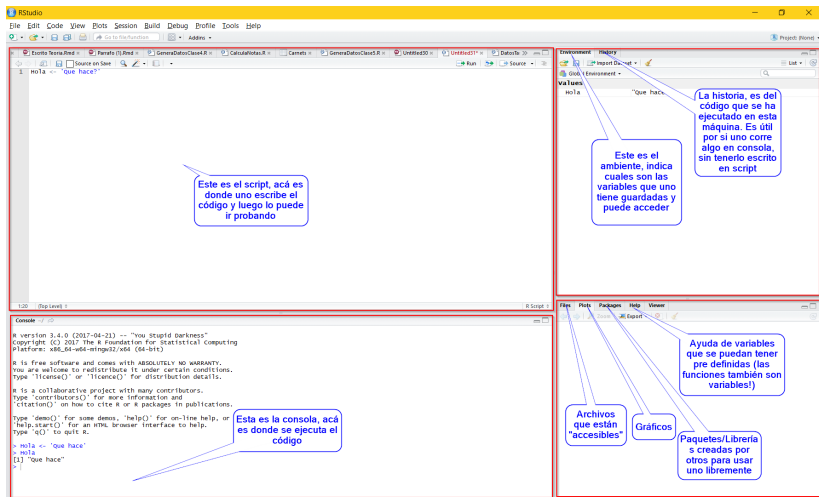 RStudio
File Edit Code View Plots Session Build Debug Profile Tools Help
Go to file/function
Addins
Project: (None)
Escrito Teoria.Rmd
Parrafo (1).Rmd
GeneraDatosClase4.R
CalculaNotas.R
Carnets
GeneraDatosClase5.R
Untitled30
Untitled31*
DatosTa
Source on Save
Run
Source
1 Hola <- 'Que hace?'
Este es el script, acá es
donde uno escribe el
código y luego lo puede
ir probando
1:20 (Top Level) R Script
Environment History
Import Dataset
List
Global Environment
Values
Hola "Que hace
La historia, es del
código que se ha
ejecutado en esta
máquina. Es útil
por si uno corre
algo en consola,
sin tenerlo escrito
en script
Este es el
ambiente, indica
cuales son las
variables que uno
tiene guardadas y
puede acceder
Console ~/
R version 3.4.0 (2017-04-21) -- "You Stupid Darkness"
Copyright (C) 2017 The R Foundation for Statistical Computing
Platform: x86_64-w64-mingw32/x64 (64-bit)
R is free software and comes with ABSOLUTELY NO WARRANTY.
You are welcome to redistribute it under certain conditions.
Type 'license()' or 'licence()' for distribution details.
R is a collaborative project with many contributors.
Type 'contributors()' for more information and
'citation()' on how to cite R or R packages in publications.
Type 'demo()' for some demos, 'help()' for on-line help, or
'help.start()' for an HTML browser interface to help.
Type 'q()' to quit R.
> Hola <- 'Que hace'
> Hola
[1] "Que hace"
>
Esta es la consola, acá
es donde se ejecuta el
código
Files Plots Packages Help Viewer
Zoom Export
Ayuda de variables
que se puedan tener
pre definidas (las
funciones también son
variables!)
Archivos
que están
"accesibles"
Gráficos
Paquetes/Librería
s creadas por
otros para usar
uno libremente